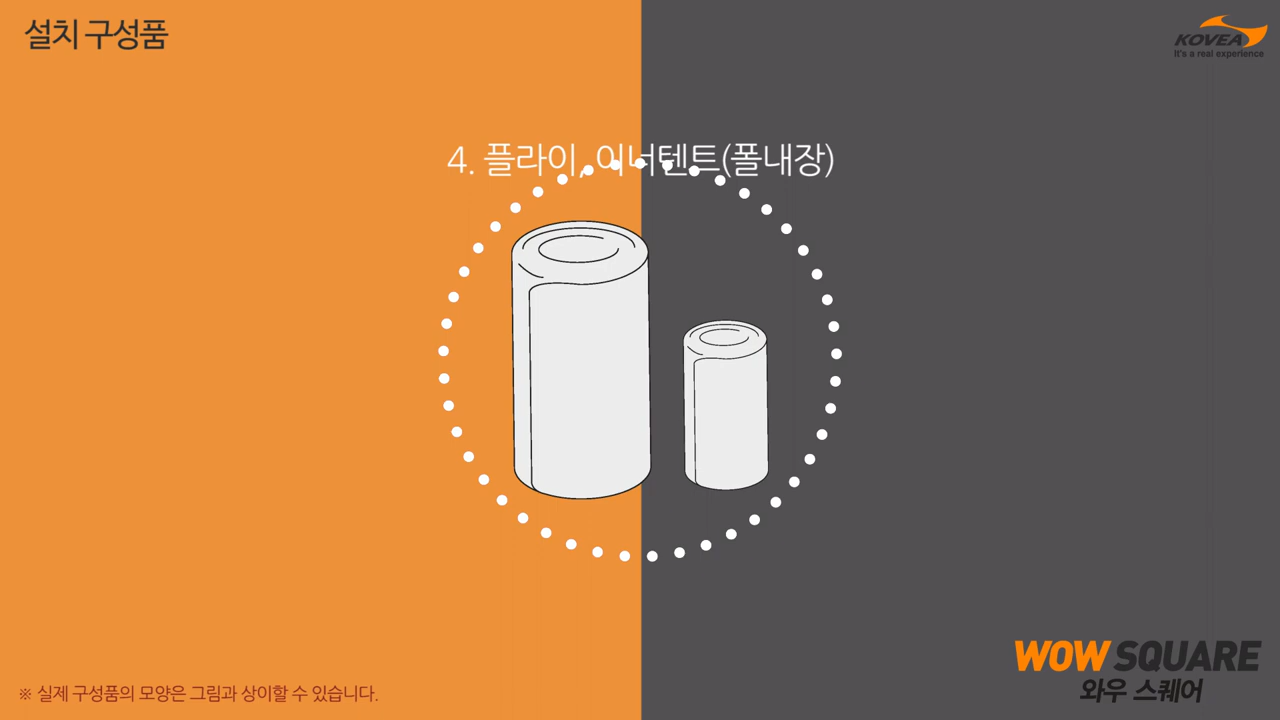 설치 구성품
KOVEA
It's a real experience
4. 플라이, 이너텐트(폴내장)
WOW SQUARE
와우 스퀘어
※ 실제 구성품의 모양은 그림과 상이할 수 있습니다.